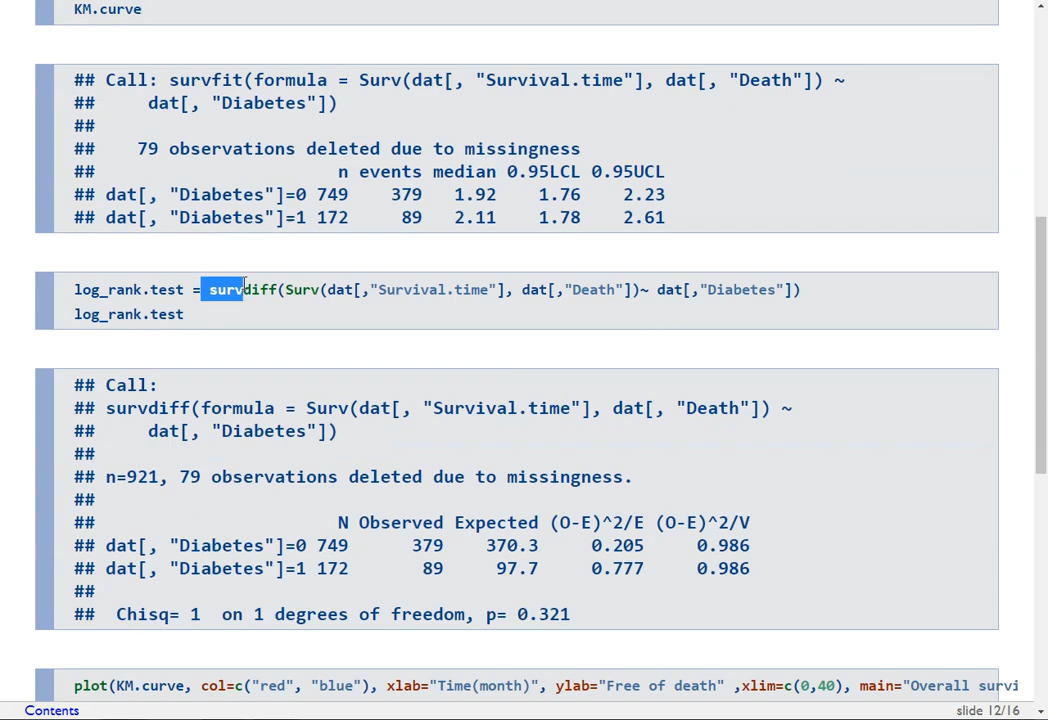 KM.curve
## Call: survfit(formula = Surv(dat[, "Survival.time"], dat[, "Death"]) ~
##     dat[, "Diabetes"])
##
##    79 observations deleted due to missingness
##                       n events median 0.95LCL 0.95UCL
## dat[, "Diabetes"]=0 749    379   1.92    1.76    2.23
## dat[, "Diabetes"]=1 172     89   2.11    1.78    2.61
log_rank.test = survdiff(Surv(dat[,"Survival.time"], dat[,"Death"])~ dat[,"Diabetes"])
log_rank.test
## Call:
## survdiff(formula = Surv(dat[, "Survival.time"], dat[, "Death"]) ~
##     dat[, "Diabetes"])
##
## n=921, 79 observations deleted due to missingness.
##
##                       N Observed Expected (O-E)^2/E (O-E)^2/V
## dat[, "Diabetes"]=0 749      379    370.3     0.205     0.986
## dat[, "Diabetes"]=1 172       89     97.7     0.777     0.986
##
##  Chisq= 1  on 1 degrees of freedom, p= 0.321
plot(KM.curve, col=c("red", "blue"), xlab="Time(month)", ylab="Free of death" ,xlim=c(0,40), main="Overall survi
Contents
slide 12/16